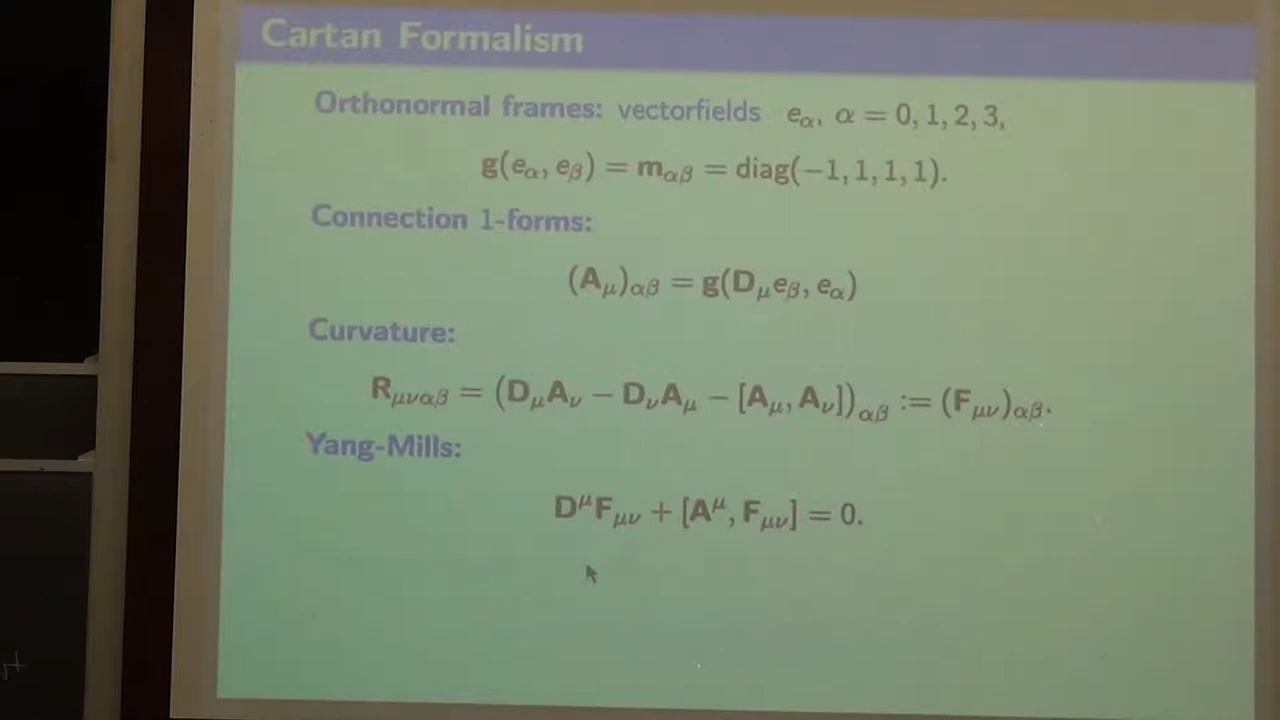 Cartan Formalism
Orthonormal frames: vectorfields e_α, α = 0, 1, 2, 3,
g(e_α, e_β) = m_αβ = diag(−1, 1, 1, 1).
Connection 1-forms:
(A_μ)_αβ = g(D_μ e_β, e_α)
Curvature:
R_μναβ = (D_μ A_ν − D_ν A_μ − [A_μ, A_ν])_αβ := (F_μν)_αβ.
Yang-Mills:
D^μ F_μν + [A^μ, F_μν] = 0.